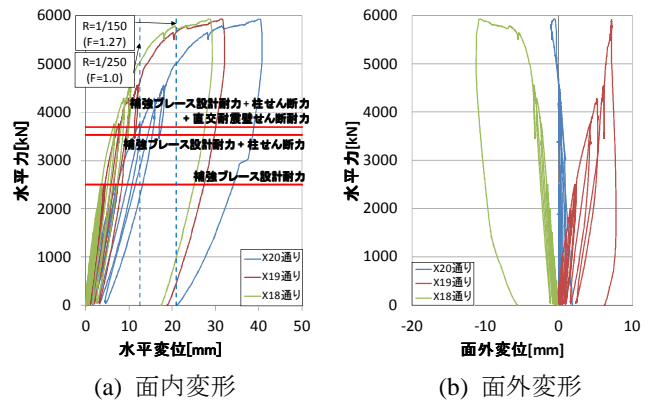 6000
5000
4000
3000
2000
1000
0
水平力[kN]
R=1/150
(F=1.27)
R=1/250
(F=1.0)
補強ブレース設計耐力 + 柱せん断力
+ 直交耐震壁せん断耐力
補強ブレース設計耐力 + 柱せん断力
補強ブレース設計耐力
X20通り
X19通り
X18通り
0 10 20 30 40 50
水平変位[mm]
(a) 面内変形
6000
5000
4000
3000
2000
1000
0
水平力[kN]
X20通り
X19通り
X18通り
-20 -10 0 10
面外変位[mm]
(b) 面外変形